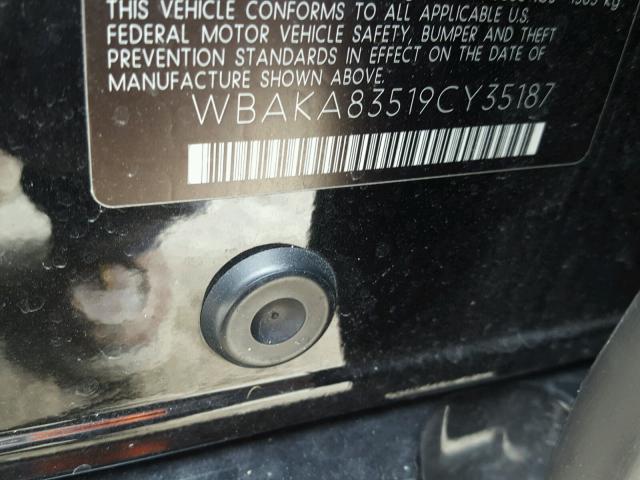 kg
THIS VEHICLE CONFORMS TO ALL APPLICABLE U.S.
FEDERAL MOTOR VEHICLE SAFETY, BUMPER AND THEFT
PREVENTION STANDARDS IN EFFECT ON THE DATE OF
MANUFACTURE SHOWN ABOVE.
WBAKA83519CY35187